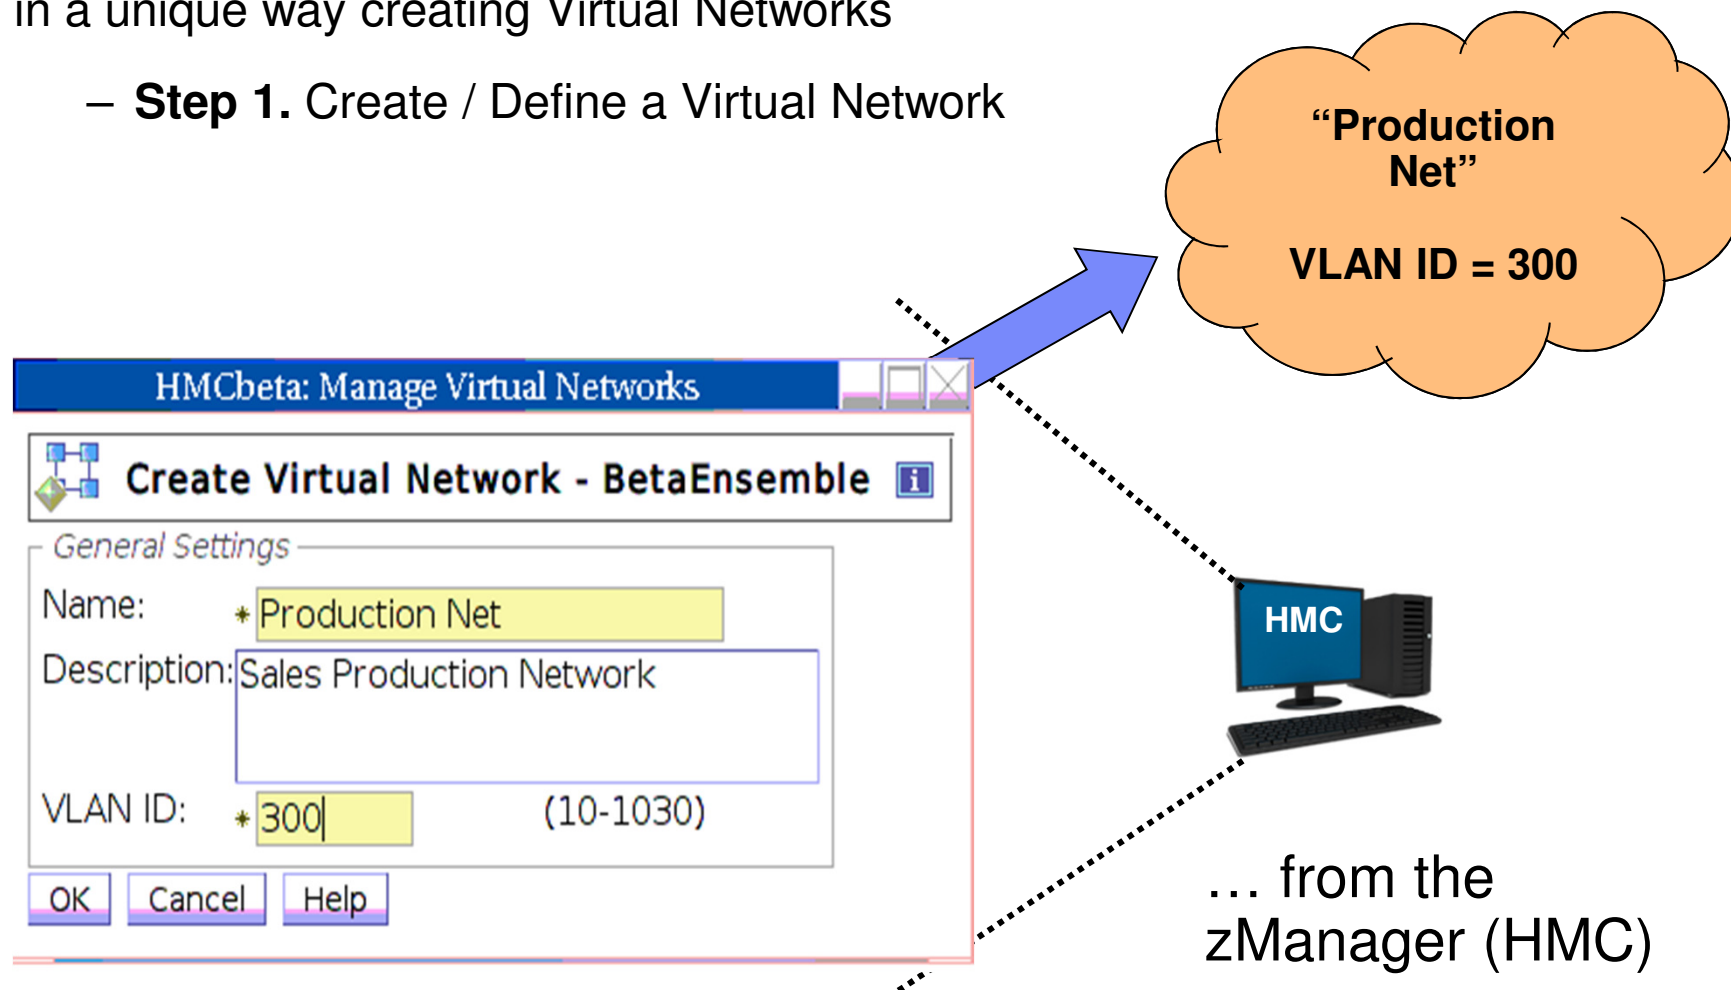 in a unique way creating Virtual Networks
– Step 1. Create / Define a Virtual Network
“Production
Net”
VLAN ID = 300
HMCbeta: Manage Virtual Networks
Create Virtual Network - BetaEnsemble i
General Settings
Name: * Production Net
Description: Sales Production Network
VLAN ID: * 300 (10-1030)
OK Cancel Help
HMC
… from the
zManager (HMC)